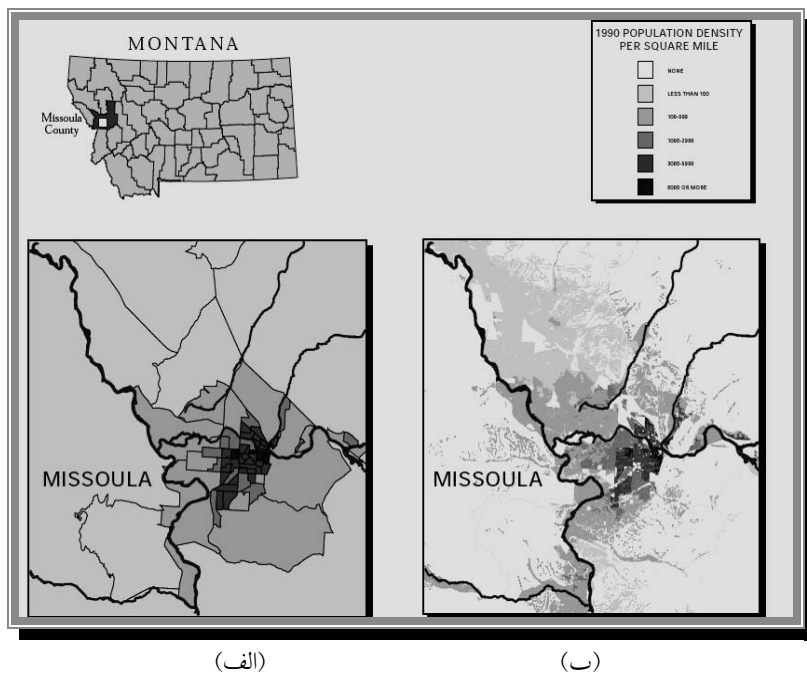 MONTANA
Missoula
County
1990 POPULATION DENSITY
PER SQUARE MILE
NONE
LESS THAN 100
100-999
1000-2999
3000-5999
6000 OR MORE
MISSOULA
MISSOULA
(الف)
(ب)